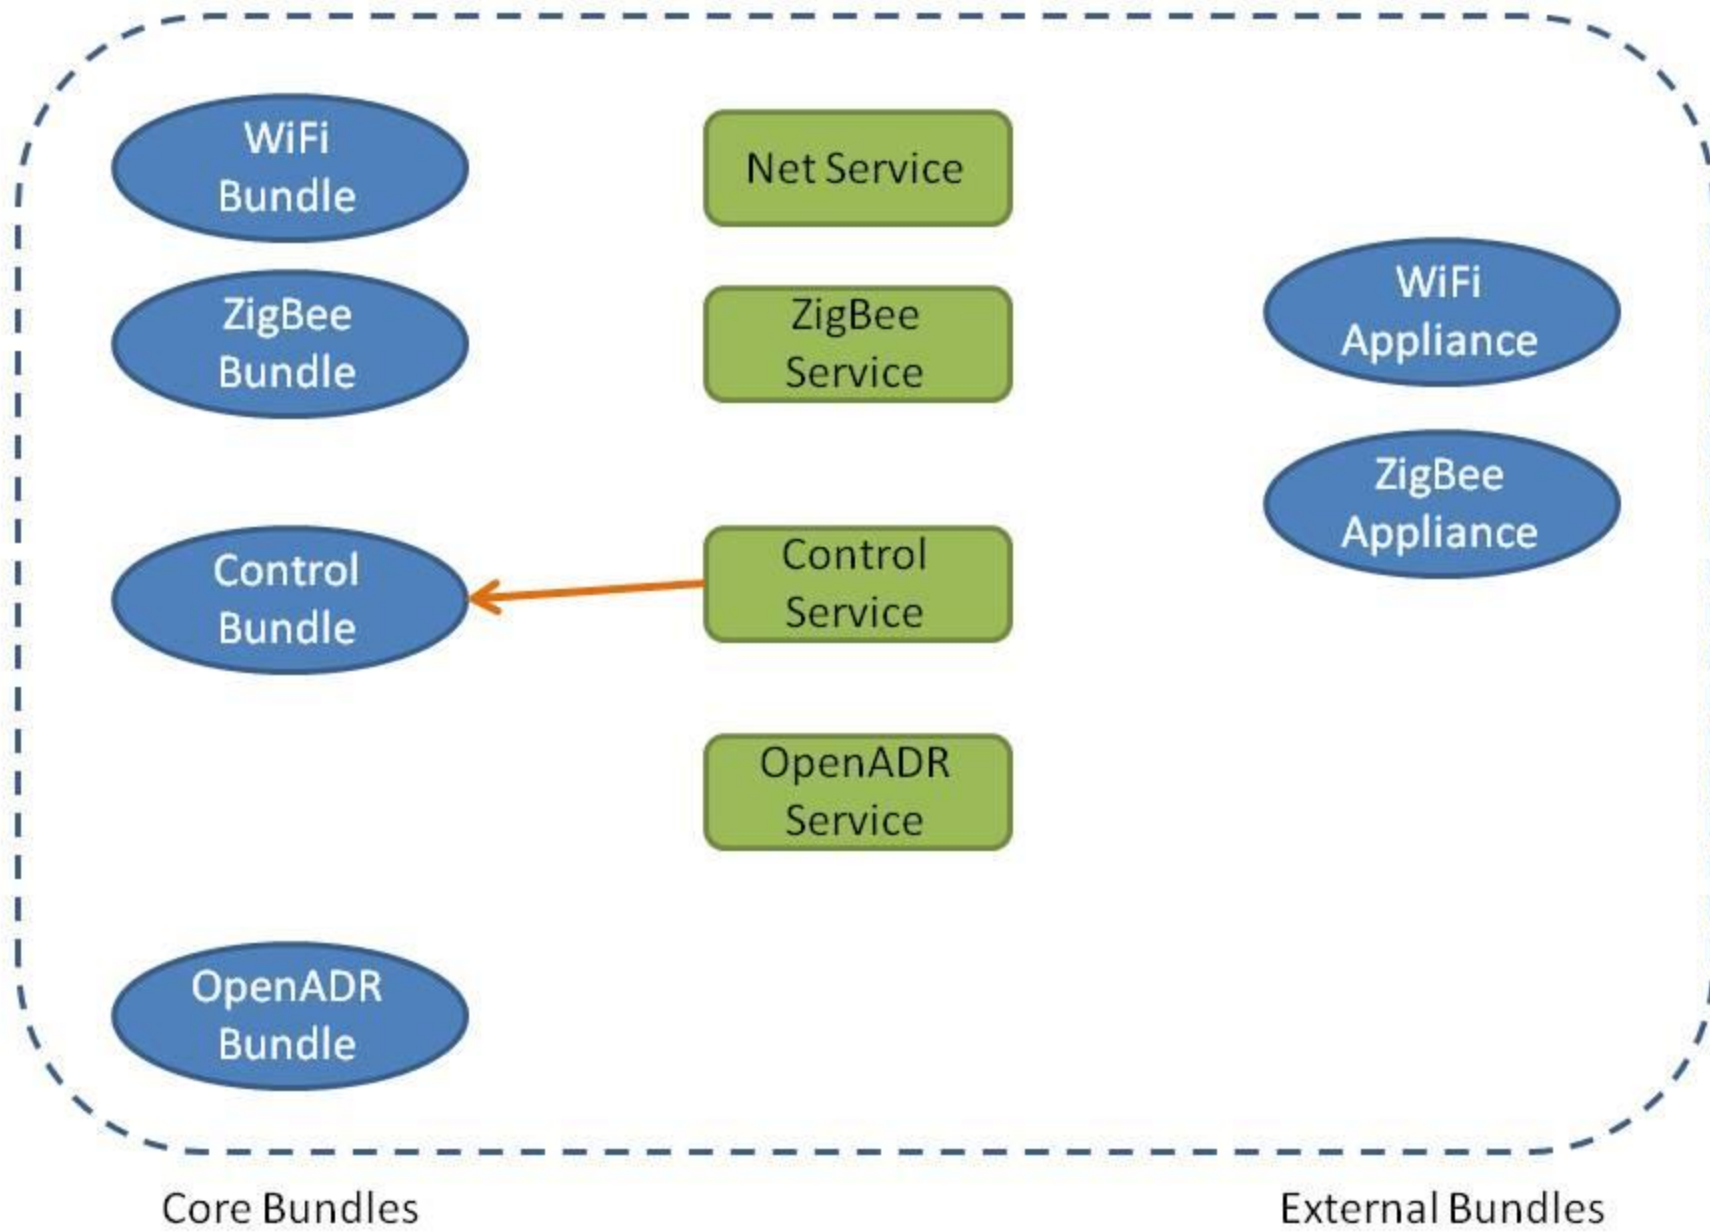 WiFi
Bundle
Net Service
WiFi
Appliance
ZigBee
Bundle
ZigBee
Service
ZigBee
Appliance
Control
Bundle
Control
Service
OpenADR
Service
OpenADR
Bundle
Core Bundles
External Bundles